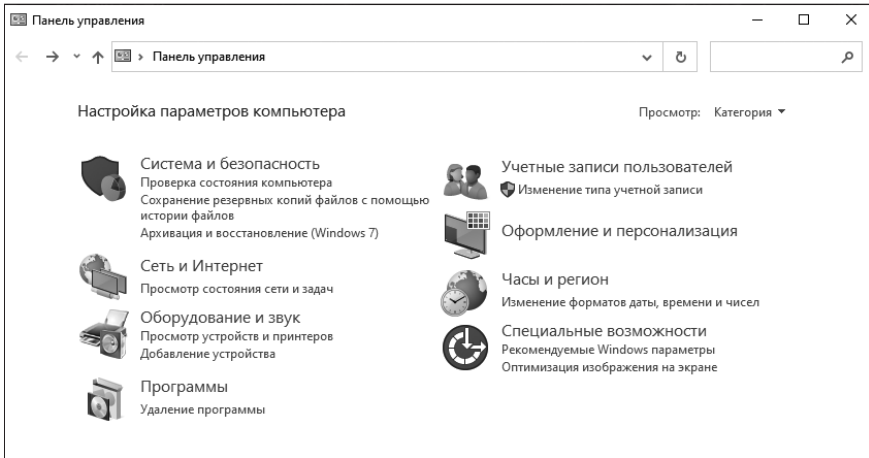 Панель управления
Панель управления
Настройка параметров компьютера
Просмотр: Категория
Система и безопасность
Проверка состояния компьютера
Сохранение резервных копий файлов с помощью
истории файлов
Архивация и восстановление (Windows 7)
Сеть и Интернет
Просмотр состояния сети и задач
Оборудование и звук
Просмотр устройств и принтеров
Добавление устройства
Программы
Удаление программы
Учетные записи пользователей
Изменение типа учетной записи
Оформление и персонализация
Часы и регион
Изменение форматов даты, времени и чисел
Специальные возможности
Рекомендуемые Windows параметры
Оптимизация изображения на экране